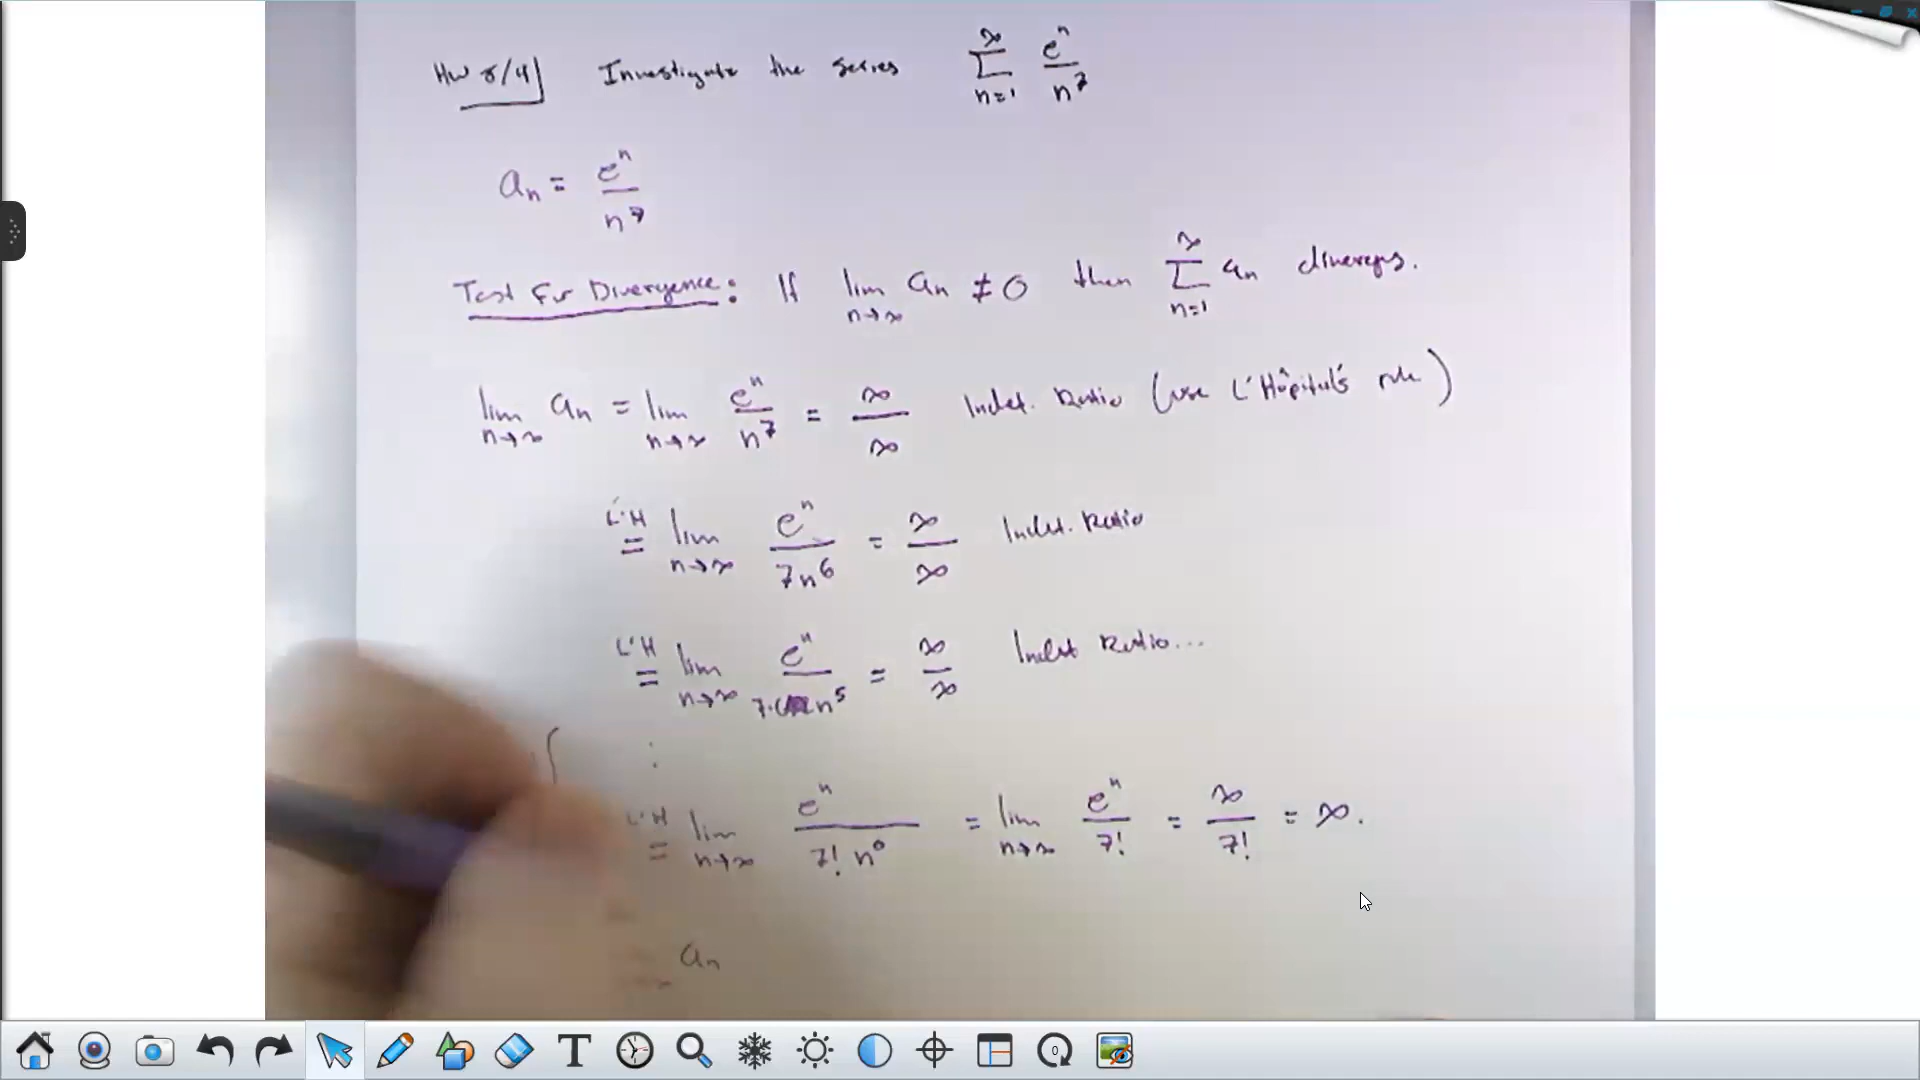 HW 8/4] Investigate the series ∑_{n=1}^{∞} e^n/n^7
a_n = e^n/n^7
Test for Divergence: If lim_{n→∞} a_n ≠ 0 then ∑_{n=1}^{∞} a_n diverges.
lim_{n→∞} a_n = lim_{n→∞} e^n/n^7 = ∞/∞ Indet. Ratio (use L'Hôpital's rule)
L'H = lim_{n→∞} e^n/7n^6 = ∞/∞ Indet. Ratio
L'H = lim_{n→∞} e^n/7·6n^5 = ∞/∞ Indet Ratio...
:
L'H = lim_{n→∞} e^n/7! n^0 = lim_{n→∞} e^n/7! = ∞/7! = ∞.
a_n
T
0